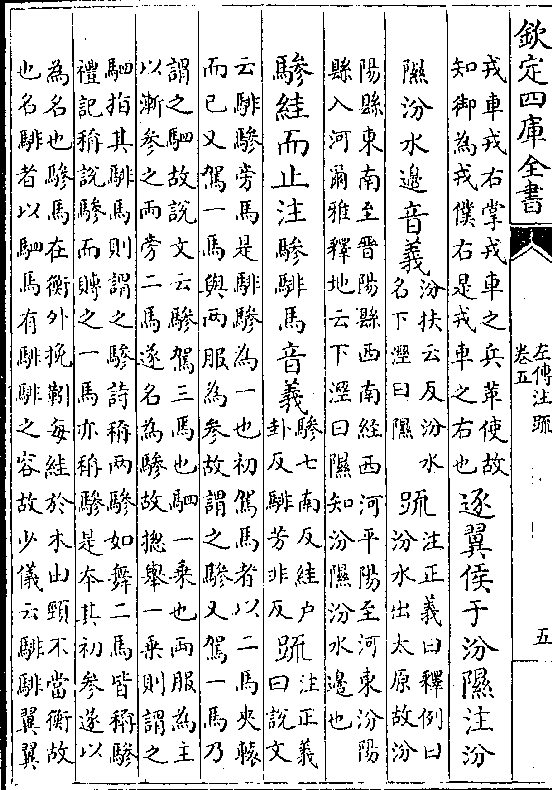 欽定四庫全書
左傳注疏
卷五
五
戎車戎右掌戎車之兵革使故
知御為戎僕右是戎車之右也
逐翼侯于汾隰注汾
隰汾水邊音義
汾扶云反汾水
名下溼曰隰
疏
注正義曰釋例曰
汾水出太原故汾
陽縣東南至晉陽縣西南經西河平陽至河東汾陽
縣入河爾雅釋地云下溼曰隰知汾隰汾水邊也
驂絓而止注驂騑馬音義
驂七南反絓戶
卦反騑芳非反
疏
注正義
曰說文
云騑驂旁馬是騑驂為一也初駕馬者以二馬夾轅
而已又駕一馬與兩服為參故謂之驂又駕一馬乃
謂之駟故說文云驂駕三馬也駟一乘也兩服為主
以漸參之兩旁二馬遂名為驂故揔舉一乘則謂之
駟指其騑馬則謂之驂詩稱兩驂如舞二馬皆稱驂
禮記稱說驂而賻之一馬亦稱驂是本其初參遂以
為名也驂馬在衡外挽靷每絓於木由頸不當衡故
也名騑者以駟馬有騑騑之容故少儀云騑騑翼翼